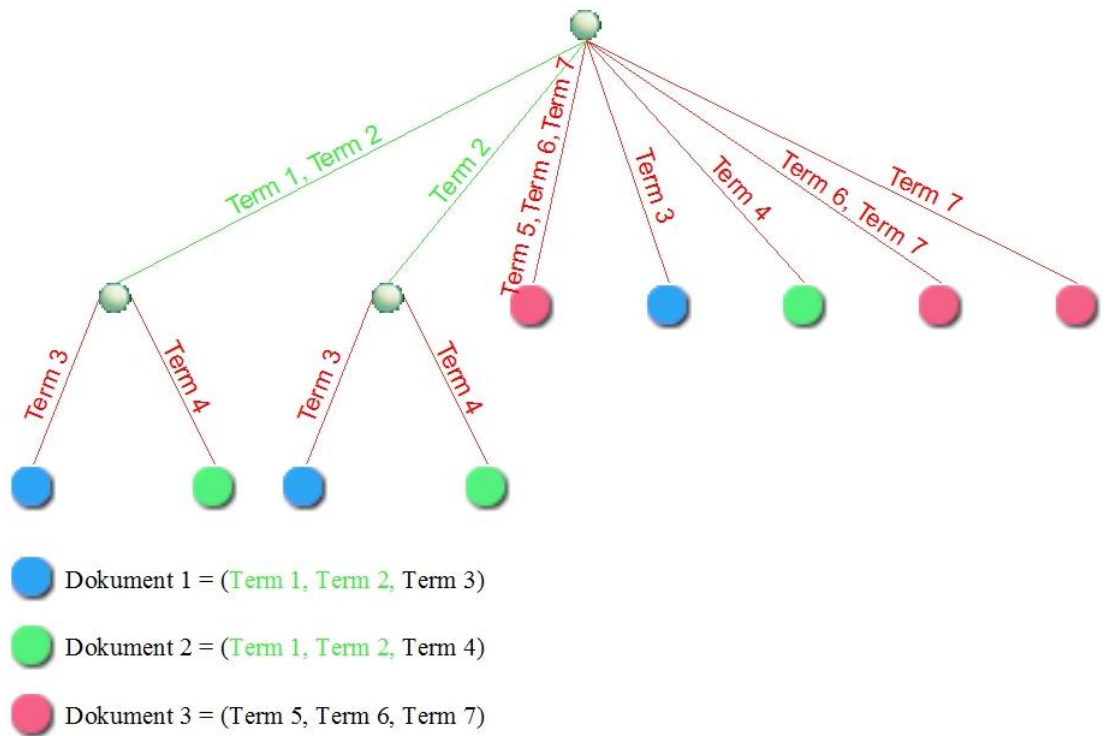 Term 1, Term 2
Term 2
Term 5, Term 6, Term 7
Term 3
Term 4
Term 6, Term 7
Term 7
Term 3
Term 4
Term 3
Term 4
Dokument 1 = (Term 1, Term 2, Term 3)
Dokument 2 = (Term 1, Term 2, Term 4)
Dokument 3 = (Term 5, Term 6, Term 7)